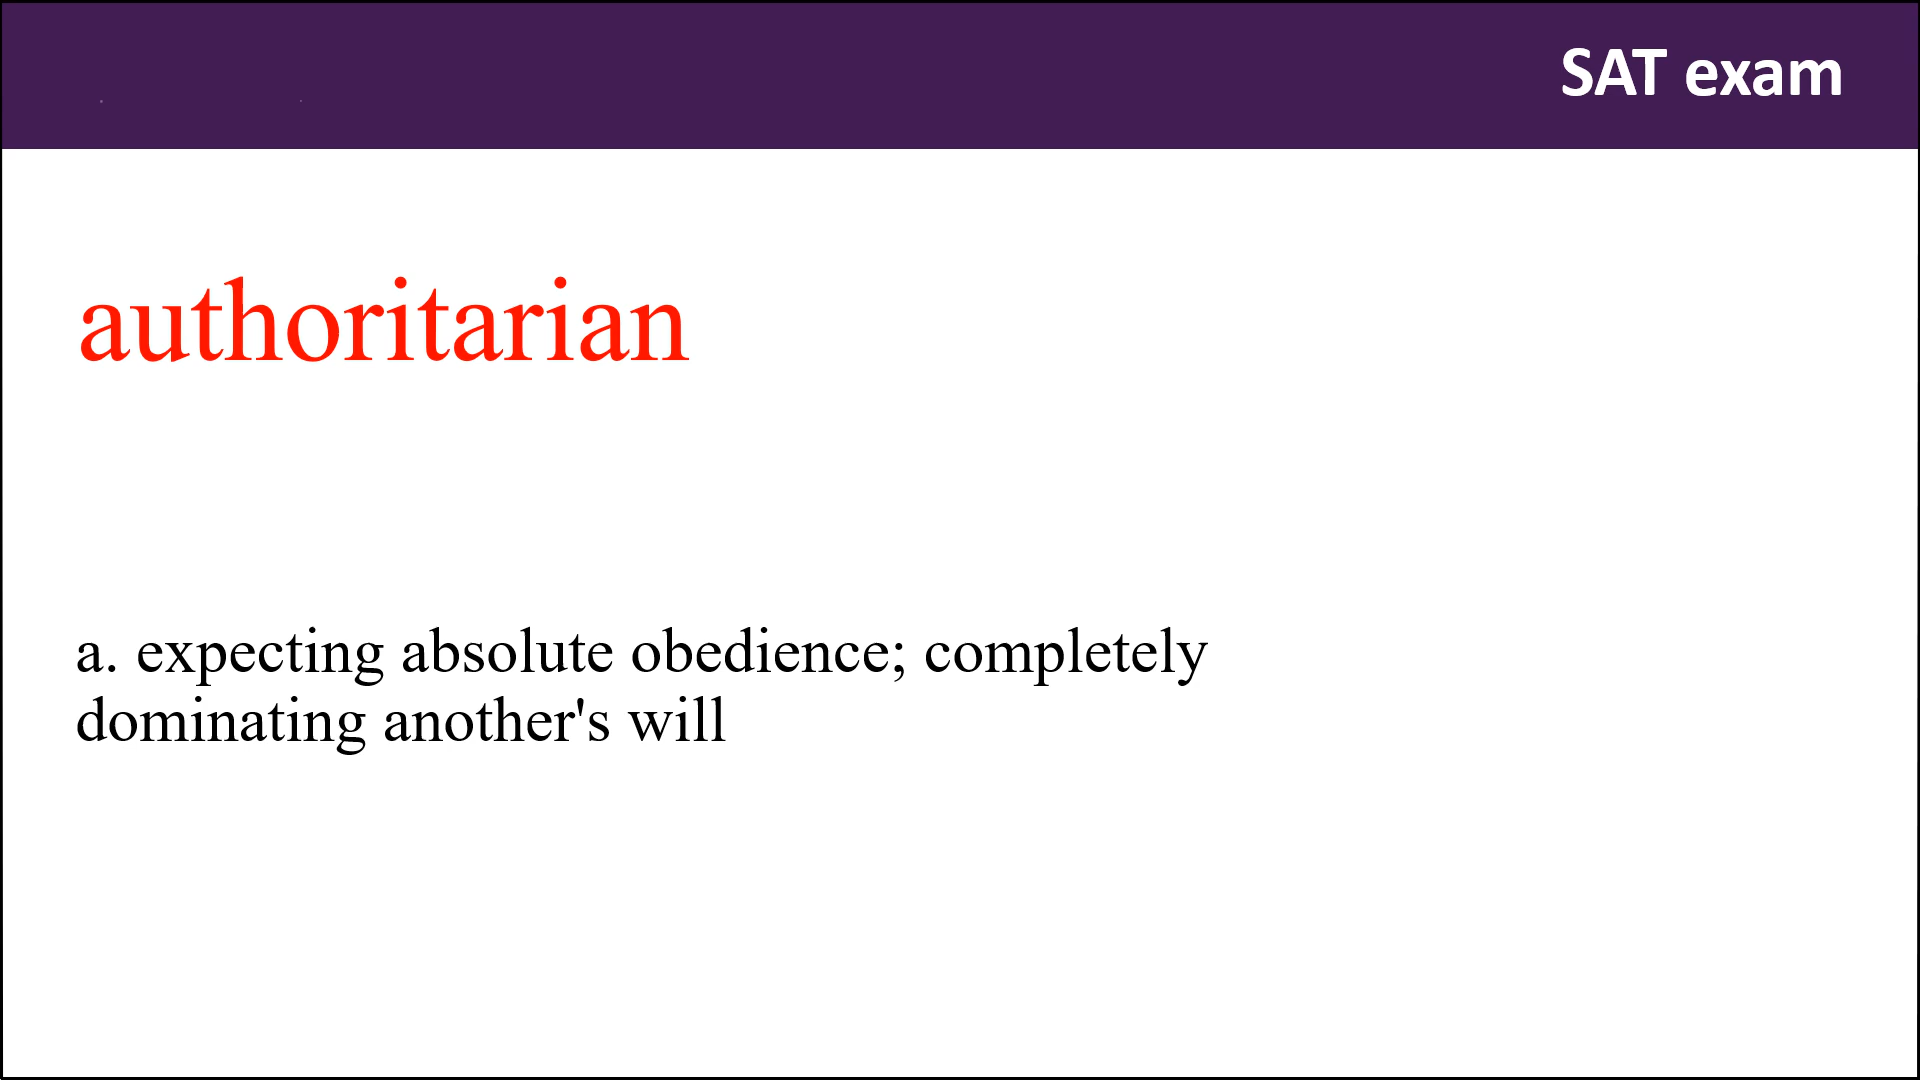 SAT exam
authoritarian
a. expecting absolute obedience; completely
dominating another's will